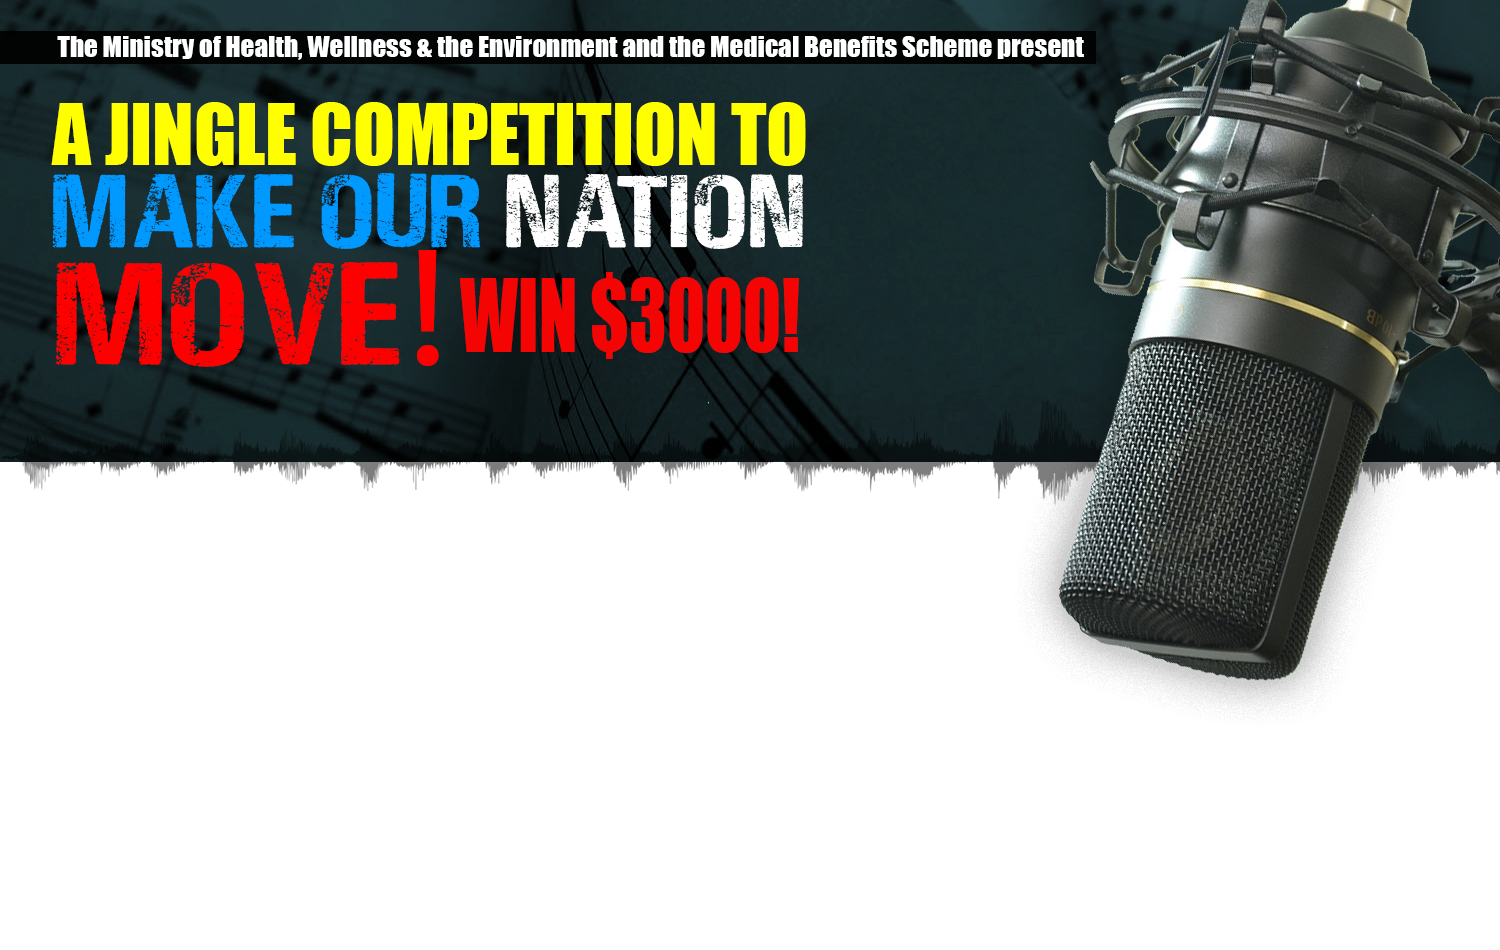 The Ministry of Health, Wellness & the Environment and the Medical Benefits Scheme present
A JINGLE COMPETITION TO
MAKE OUR NATION
MOVE! WIN $3000!